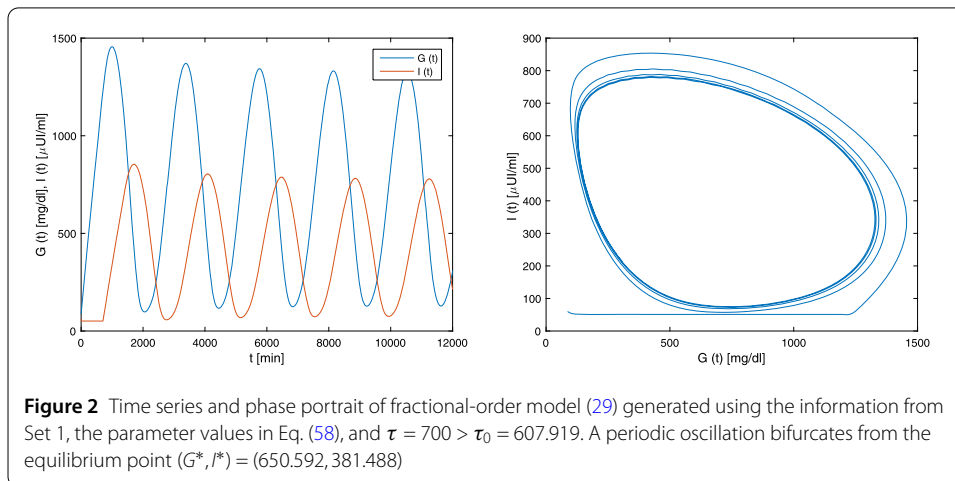 1500
1000
500
0
G (t) [mg/dl], I (t) [μUI/ml]
G (t)
I (t)
0 2000 4000 6000 8000 10000 12000
t [min]
900
800
700
600
500
400
300
200
100
0
I (t) [μUI/ml]
0 500 1000 1500
G (t) [mg/dl]
Figure 2 Time series and phase portrait of fractional-order model (29) generated using the information from
Set 1, the parameter values in Eq. (58), and τ = 700 > τ0 = 607.919. A periodic oscillation bifurcates from the
equilibrium point (G*, I*) = (650.592, 381.488)